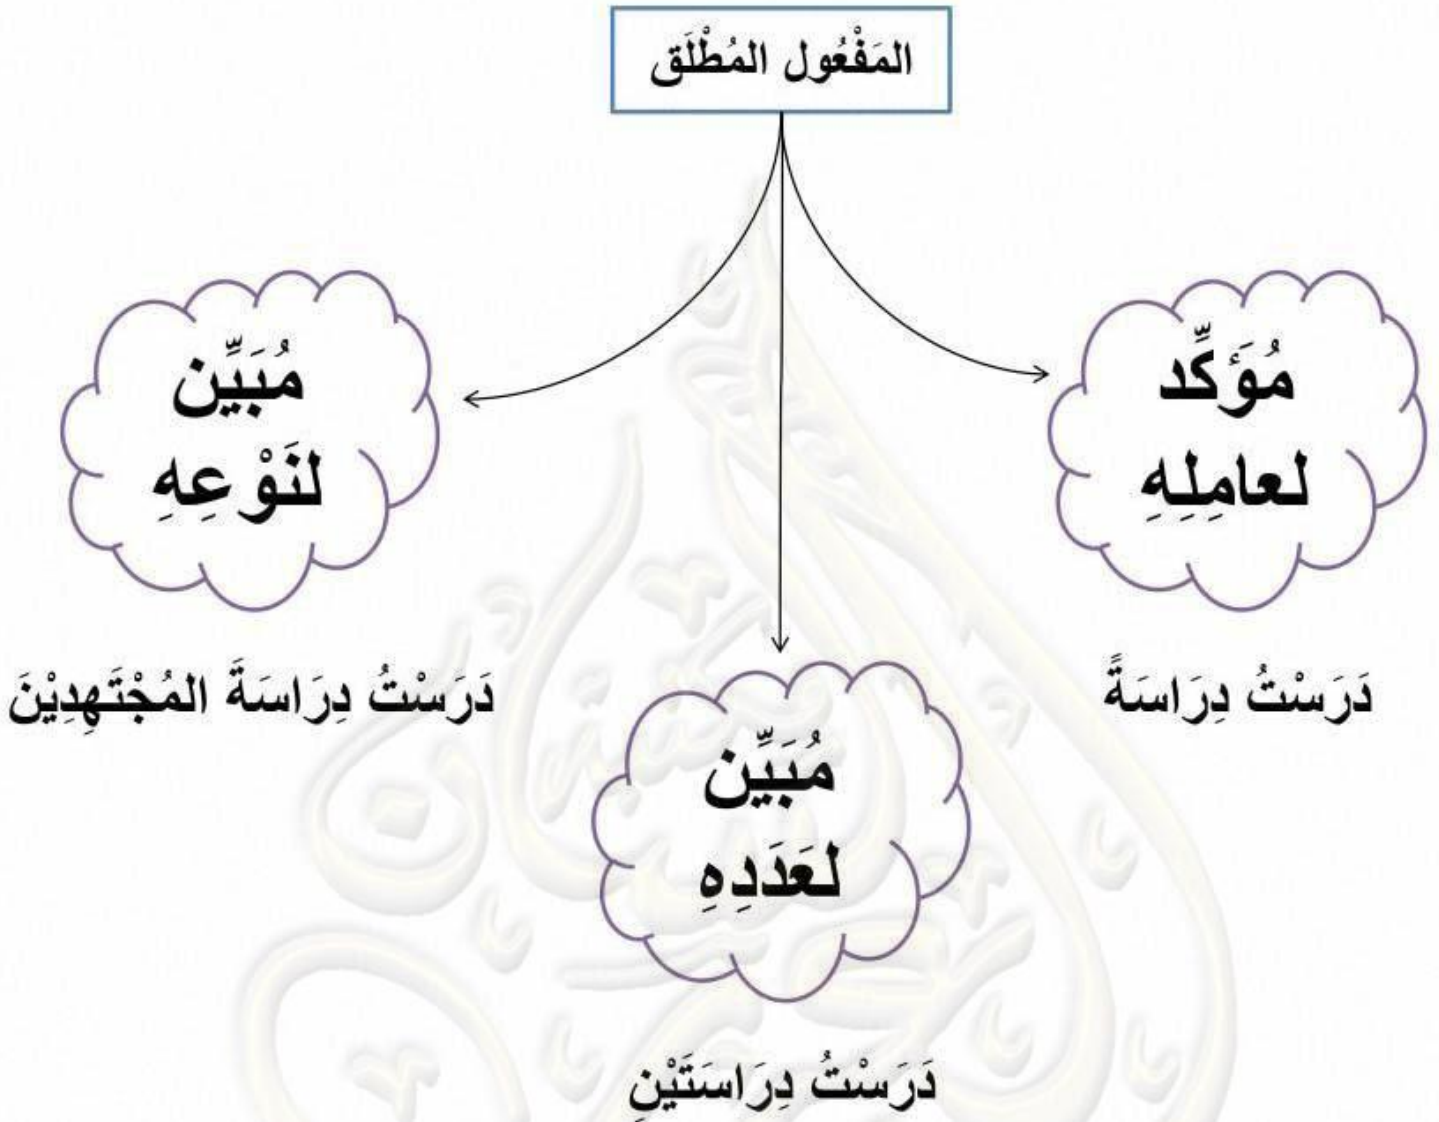 المَفْعُول المُطْلَق
مُؤَكِّد
لعامِلِهِ
دَرَسْتُ دِرَاسَةً
مُبَيِّن
لعَدَدِهِ
دَرَسْتُ دِرَاسَتَيْنِ
مُبَيِّن
لنَوْعِهِ
دَرَسْتُ دِرَاسَةَ المُجْتَهِدِيْنَ